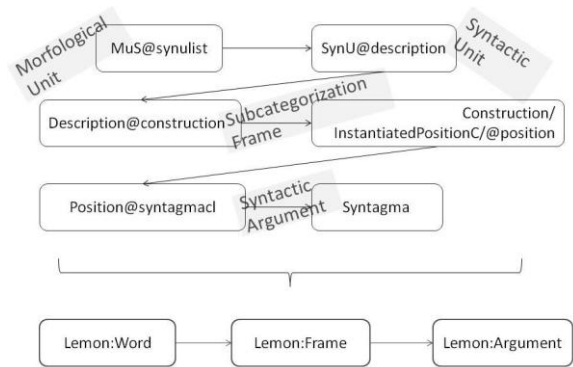 Morfological
Unit
MuS@synulist
SynU@description
Syntactic
Unit
Description@construction
Subcategorization
Frame
Construction/
InstantiatedPositionC/@position
Position@syntagmacl
Syntactic
Argument
Syntagma
Lemon:Word
Lemon:Frame
Lemon:Argument